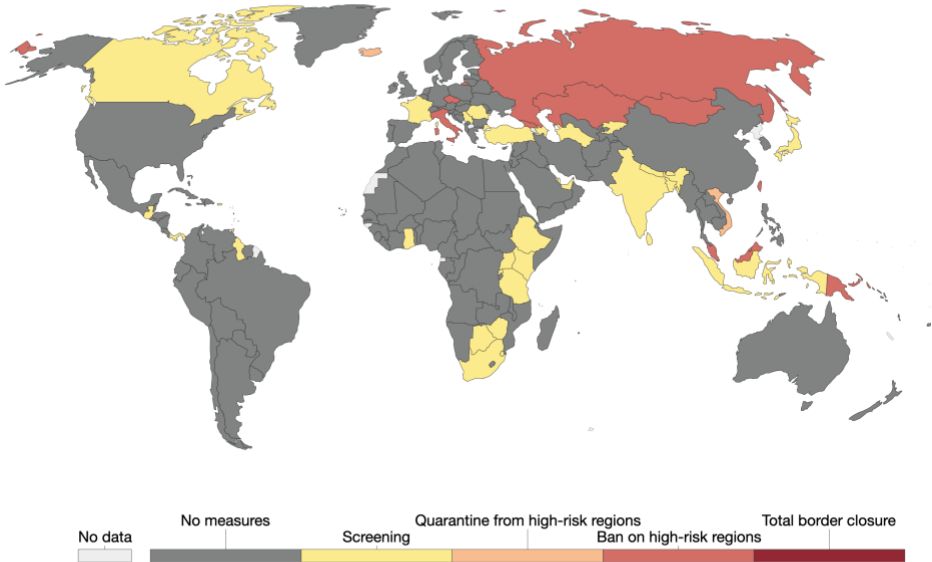 No measures
Quarantine from high-risk regions
Total border closure
No data
Screening
Ban on high-risk regions